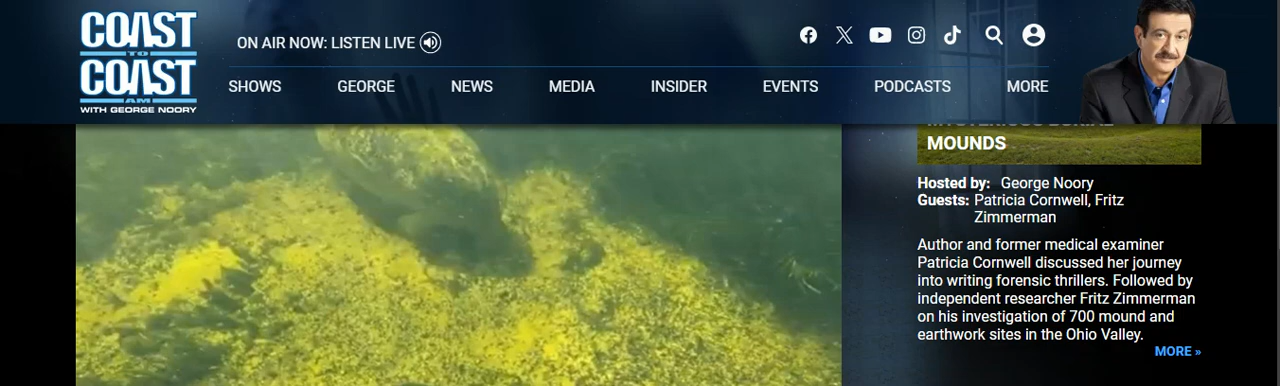 COAST
TO
COAST
AM
WITH GEORGE NOORY
ON AIR NOW: LISTEN LIVE
SHOWS GEORGE NEWS MEDIA INSIDER EVENTS PODCASTS MORE
MYSTERIOUS BURIAL
MOUNDS
Hosted by: George Noory
Guests: Patricia Cornwell, Fritz
Zimmerman
Author and former medical examiner
Patricia Cornwell discussed her journey
into writing forensic thrillers. Followed by
independent researcher Fritz Zimmerman
on his investigation of 700 mound and
earthwork sites in the Ohio Valley.
MORE »